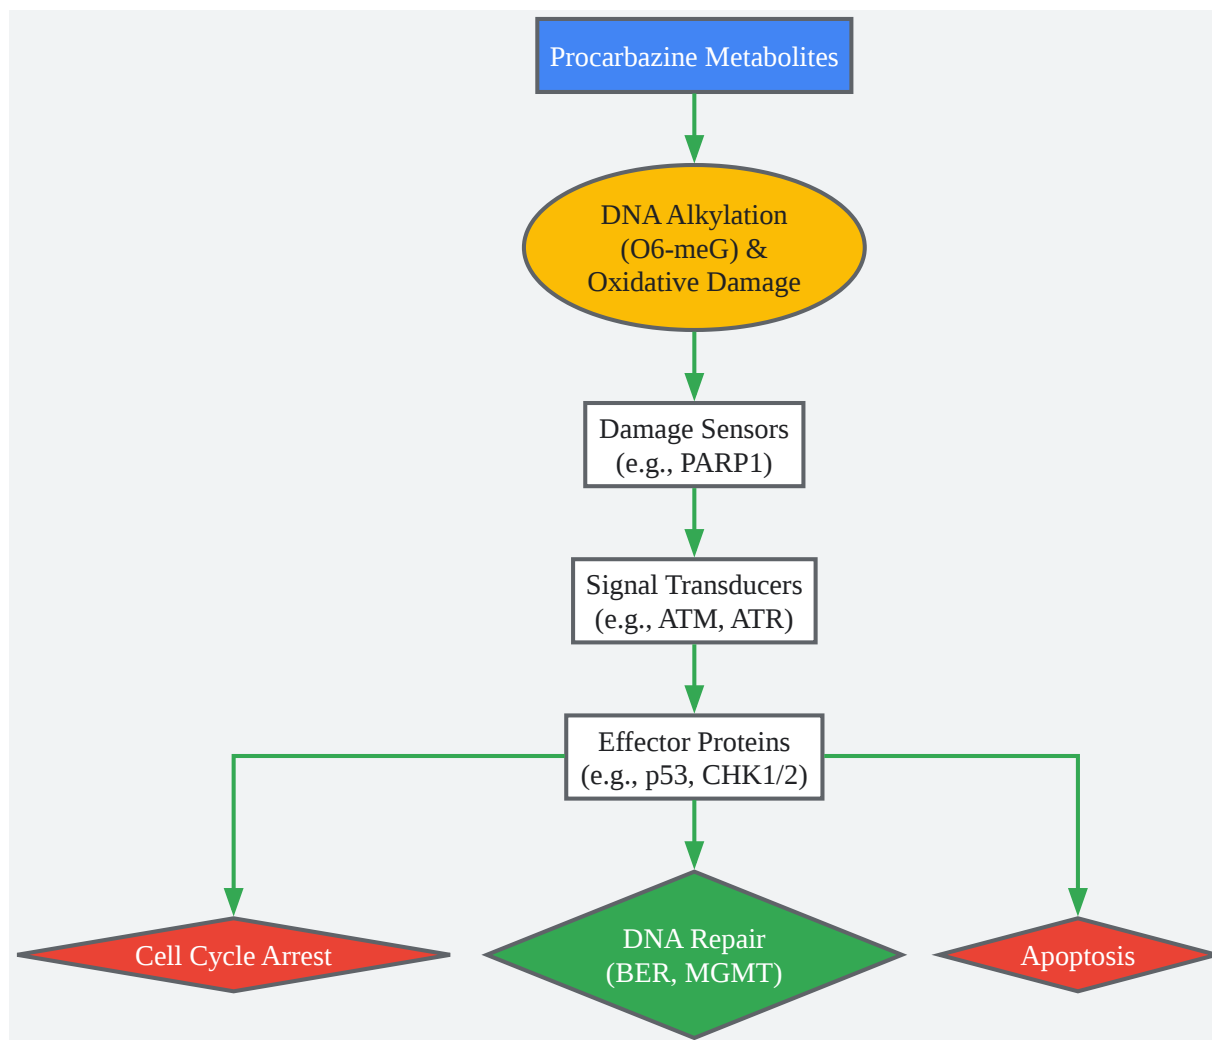 Procarbazine Metabolites
DNA Alkylation
(O6-meG) &
Oxidative Damage
Damage Sensors
(e.g., PARP1)
Signal Transducers
(e.g., ATM, ATR)
Effector Proteins
(e.g., p53, CHK1/2)
Cell Cycle Arrest
DNA Repair
(BER, MGMT)
Apoptosis